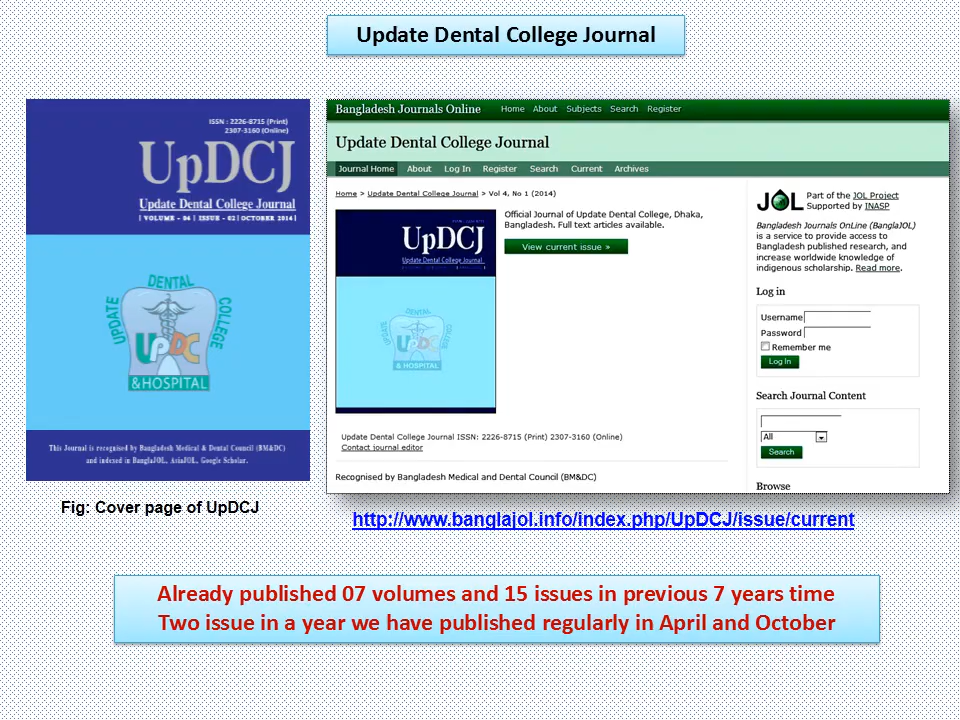 Update Dental College Journal
ISSN : 2226-8715 (Print)
2307-3160 (Online)
UpDCJ
Update Dental College Journal
| VOLUME - 04 | ISSUE - 02 | OCTOBER 2014 |
UPDATE DENTAL COLLEGE
UPDC
& HOSPITAL
This Journal is recognised by Bangladesh Medical & Dental Council (BM&DC)
and indexed in BanglaJOL, AsiaJOL, Google Scholar.
Fig: Cover page of UpDCJ
Bangladesh Journals Online Home About Subjects Search Register
Update Dental College Journal
Journal Home About Log In Register Search Current Archives
Home > Update Dental College Journal > Vol 4, No 1 (2014)
UpDCJ
Update Dental College Journal
UPDATE DENTAL COLLEGE
UPDC
& HOSPITAL
Official Journal of Update Dental College, Dhaka,
Bangladesh. Full text articles available.
View current issue »
Update Dental College Journal ISSN: 2226-8715 (Print) 2307-3160 (Online)
Contact journal editor
Recognised by Bangladesh Medical and Dental Council (BM&DC)
JOL
Part of the JOL Project
Supported by INASP
Bangladesh Journals OnLine (BanglaJOL)
is a service to provide access to
Bangladesh published research, and
increase worldwide knowledge of
indigenous scholarship. Read more.
Log in
Username
Password
Remember me
Log In
Search Journal Content
All
Search
Browse
http://www.banglajol.info/index.php/UpDCJ/issue/current
Already published 07 volumes and 15 issues in previous 7 years time
Two issue in a year we have published regularly in April and October